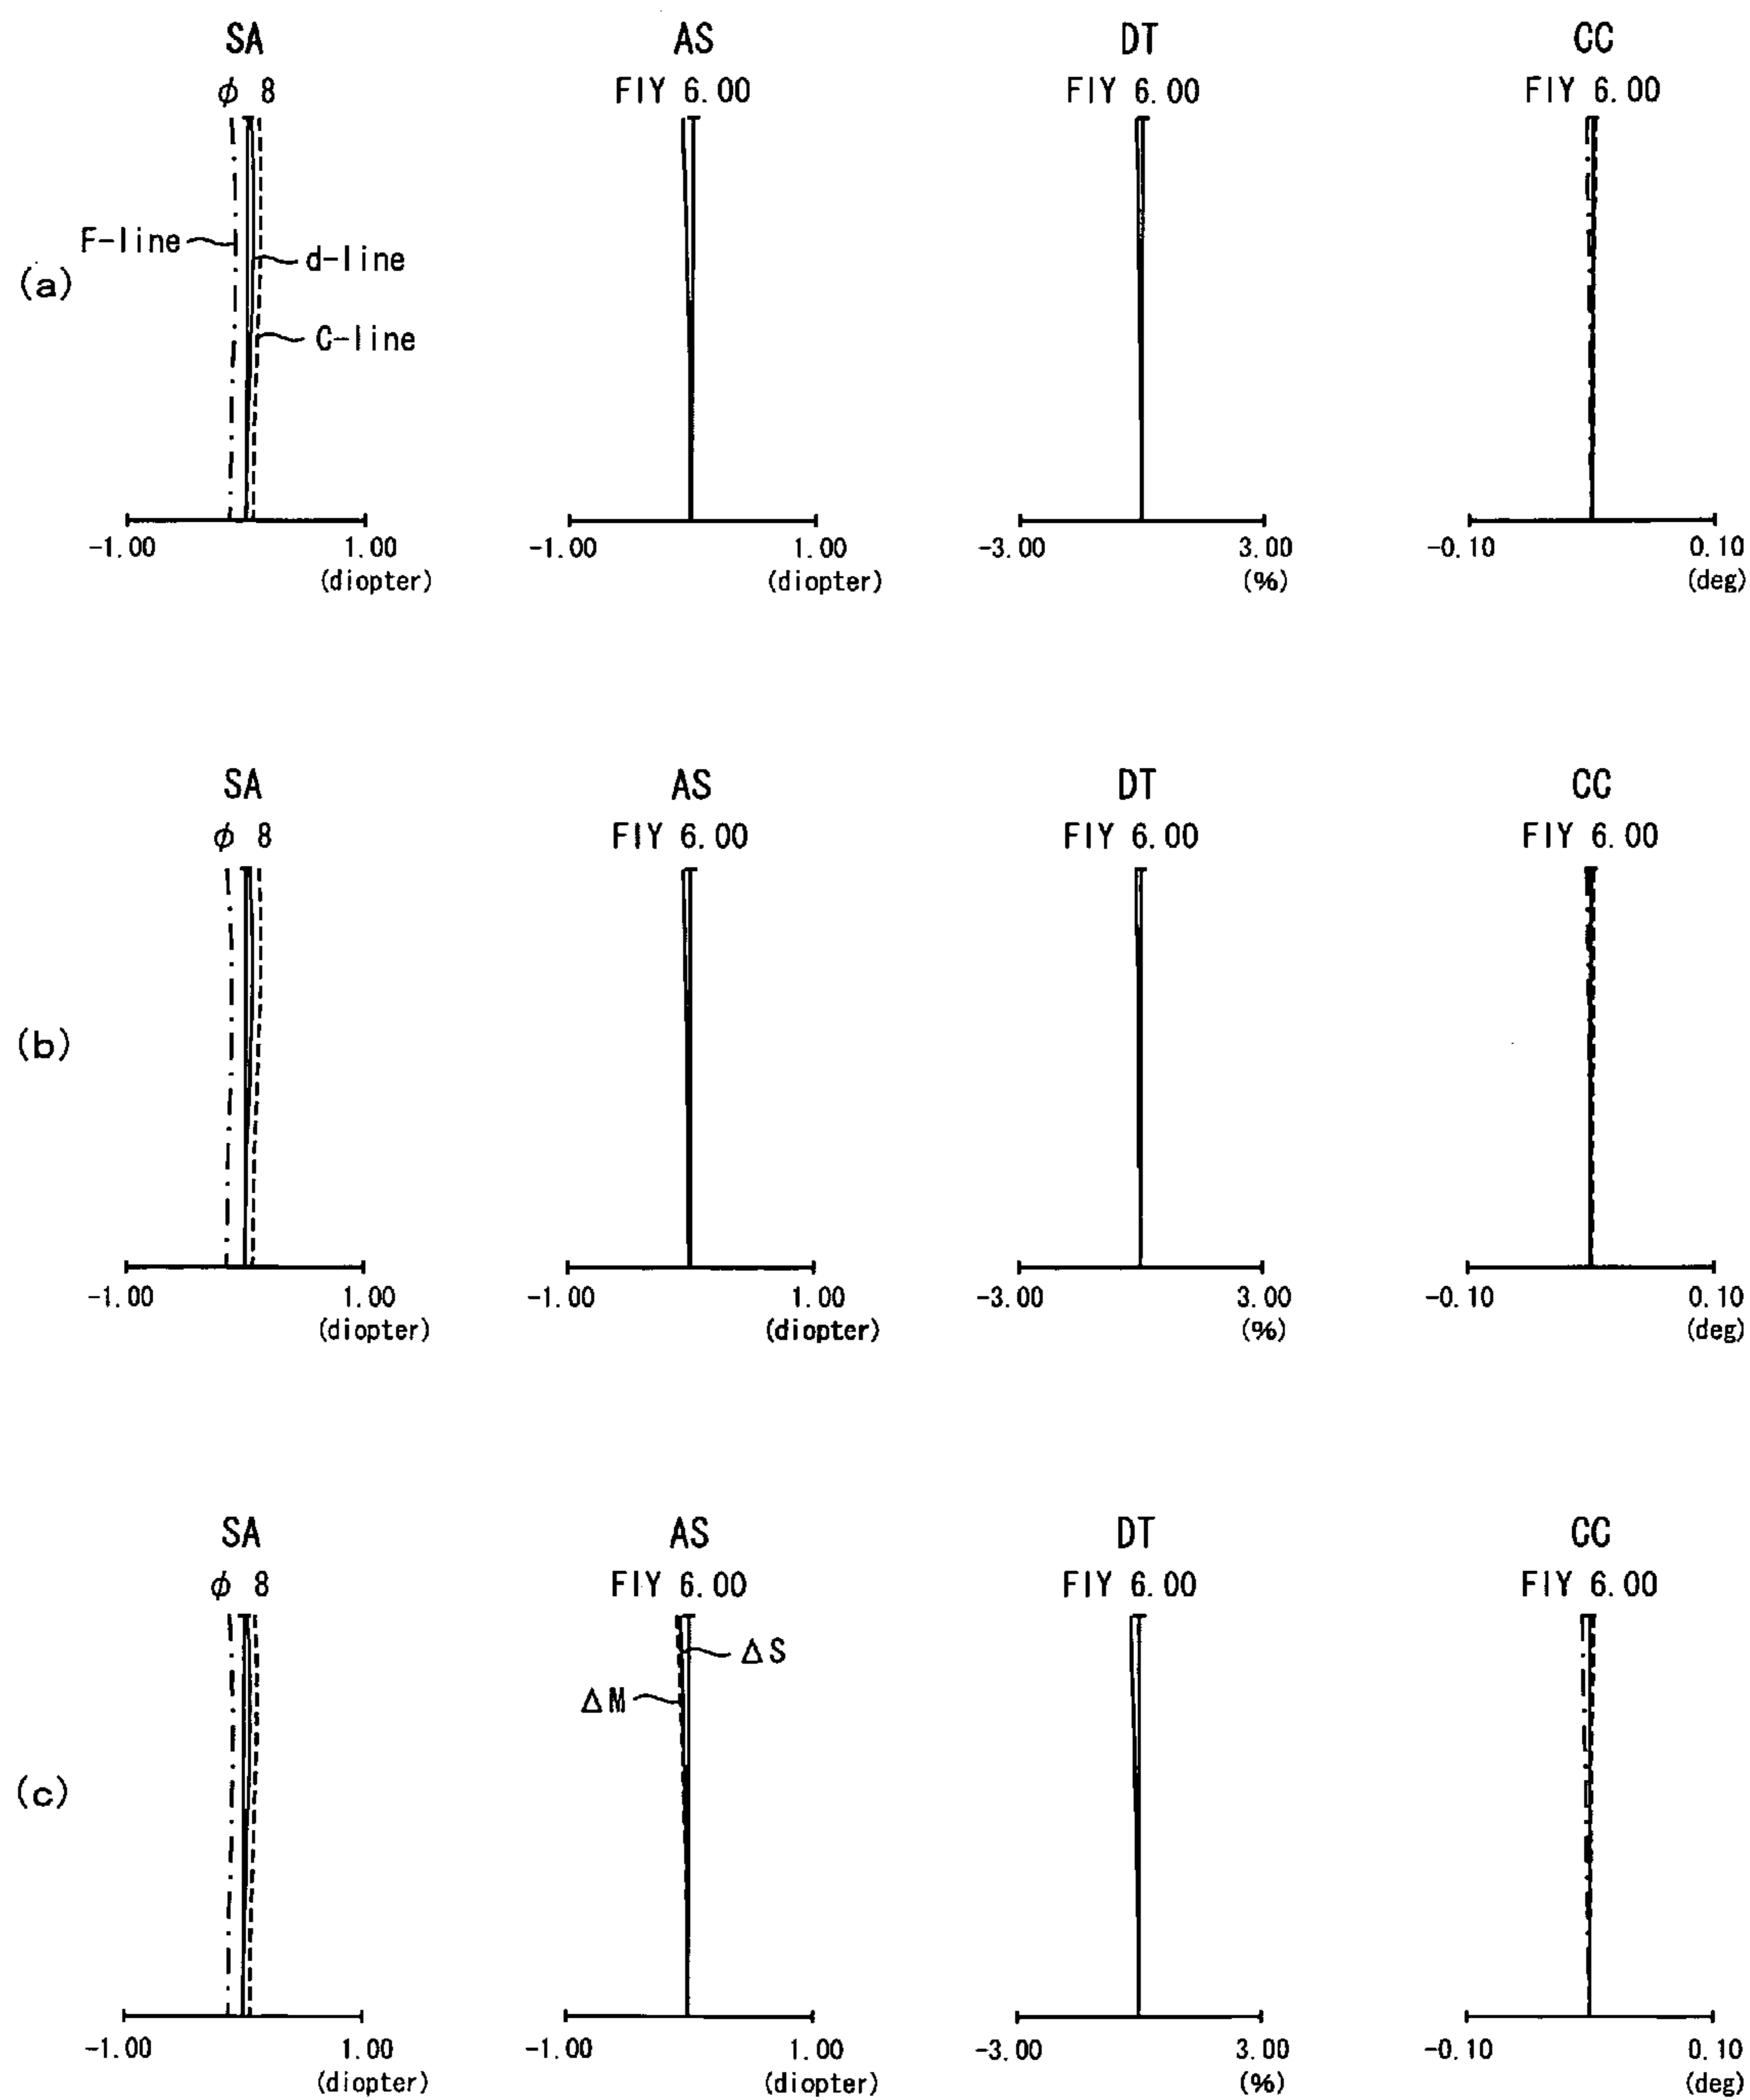 SA AS DT CC
φ 8 FIY 6.00 FIY 6.00 FIY 6.00
F-line
d-line
(a)
C-line
-1.00 1.00 -1.00 1.00 -3.00 3.00 -0.10 0.10
(diopter) (diopter) (%) (deg)
SA AS DT CC
φ 8 FIY 6.00 FIY 6.00 FIY 6.00
(b)
-1.00 1.00 -1.00 1.00 -3.00 3.00 -0.10 0.10
(diopter) (diopter) (%) (deg)
SA AS DT CC
φ 8 FIY 6.00 FIY 6.00 FIY 6.00
ΔS
ΔM
(c)
-1.00 1.00 -1.00 1.00 -3.00 3.00 -0.10 0.10
(diopter) (diopter) (%) (deg)